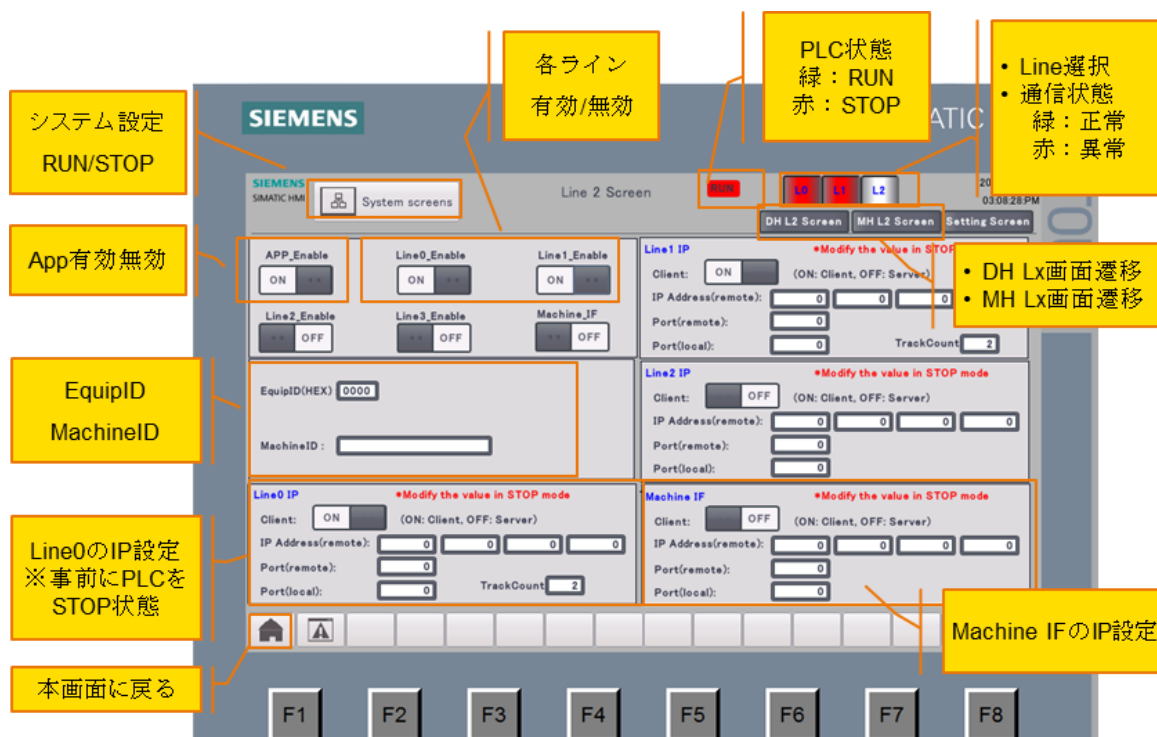 各ライン
有効/無効
PLC状態
緑：RUN
赤：STOP
• Line選択
• 通信状態
緑：正常
赤：異常
システム設定
RUN/STOP
SIEMENS
ATIC
SIEMENS
SIMATIC HMI
System screens
Line 2 Screen
RUN
L0
L1
L2
20
03:08:28 PM
DH L2 Screen
MH L2 Screen
Setting Screen
App有効無効
APP_Enable
Line0_Enable
Line1_Enable
ON
ON
ON
Line2_Enable
Line3_Enable
Machine_IF
OFF
OFF
OFF
Line1 IP
*Modify the value in STOP
Client:
ON
(ON: Client, OFF: Server)
IP Address(remote):
0
0
0
Port(remote):
0
Port(local):
0
TrackCount
2
• DH Lx画面遷移
• MH Lx画面遷移
EquipID
MachineID
EquipID(HEX)
0000
MachineID :
Line2 IP
*Modify the value in STOP mode
Client:
OFF
(ON: Client, OFF: Server)
IP Address(remote):
0
0
0
0
Port(remote):
0
Port(local):
0
Line0のIP設定
※事前にPLCを
STOP状態
Line0 IP
*Modify the value in STOP mode
Client:
ON
(ON: Client, OFF: Server)
IP Address(remote):
0
0
0
0
Port(remote):
0
Port(local):
0
TrackCount
2
Machine IF
*Modify the value in STOP mode
Client:
OFF
(ON: Client, OFF: Server)
IP Address(remote):
0
0
0
0
Port(remote):
0
Port(local):
0
Machine IFのIP設定
本画面に戻る
F1
F2
F3
F4
F5
F6
F7
F8